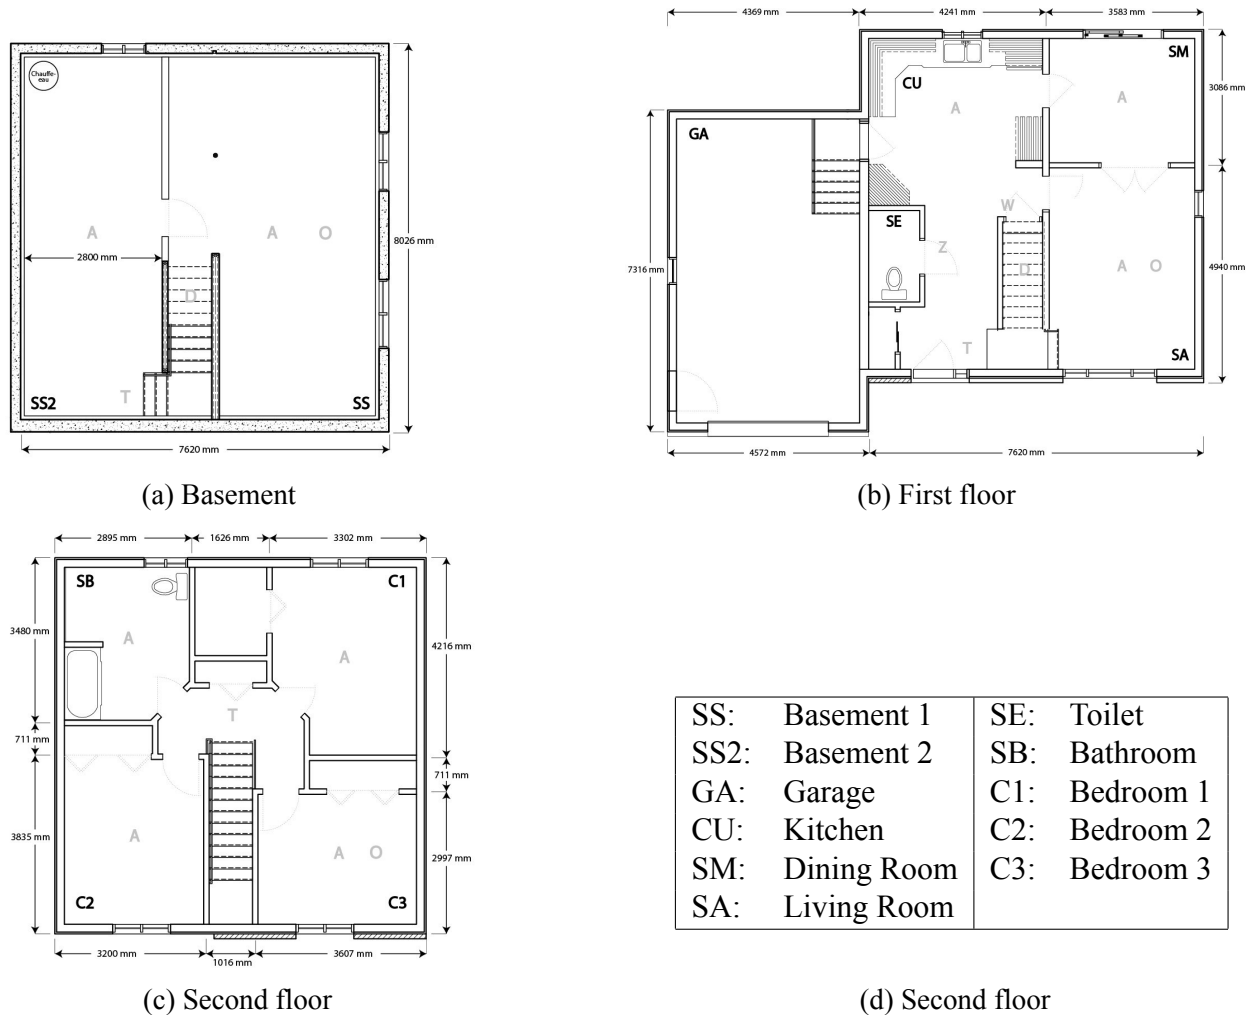 Chauffe-
eau
A
A
O
2800 mm
8026 mm
D
T
SS2
SS
7620 mm
(a) Basement
4369 mm
4241 mm
3583 mm
SM
CU
A
A
3086 mm
GA
W
SE
Z
7316 mm
D
A
O
4940 mm
T
SA
4572 mm
7620 mm
(b) First floor
2895 mm
1626 mm
3302 mm
SB
C1
3480 mm
A
A
4216 mm
T
711 mm
711 mm
3835 mm
A
A
O
2997 mm
C2
C3
3200 mm
1016 mm
3607 mm
(c) Second floor
SS: Basement 1 SE: Toilet
SS2: Basement 2 SB: Bathroom
GA: Garage C1: Bedroom 1
CU: Kitchen C2: Bedroom 2
SM: Dining Room C3: Bedroom 3
SA: Living Room
(d) Second floor